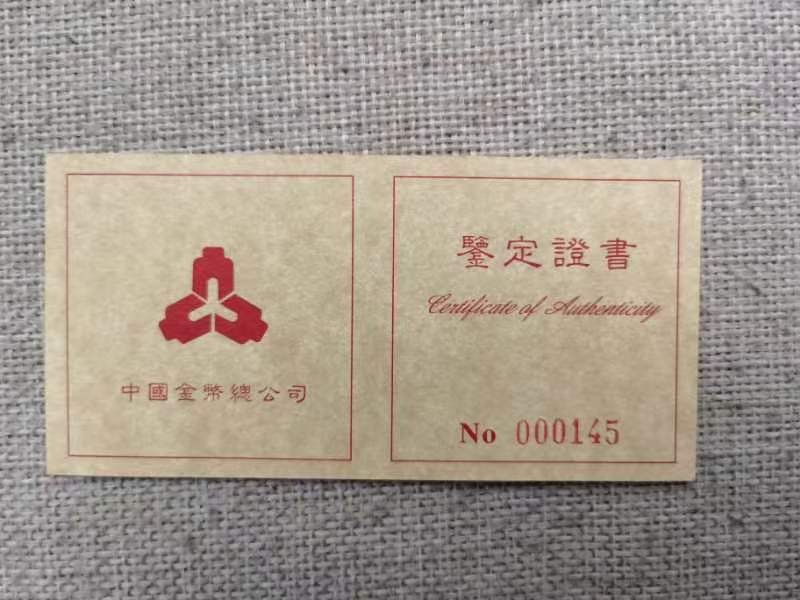 中國金幣總公司
鑒定證書
Certificate of Authenticity
No 000145